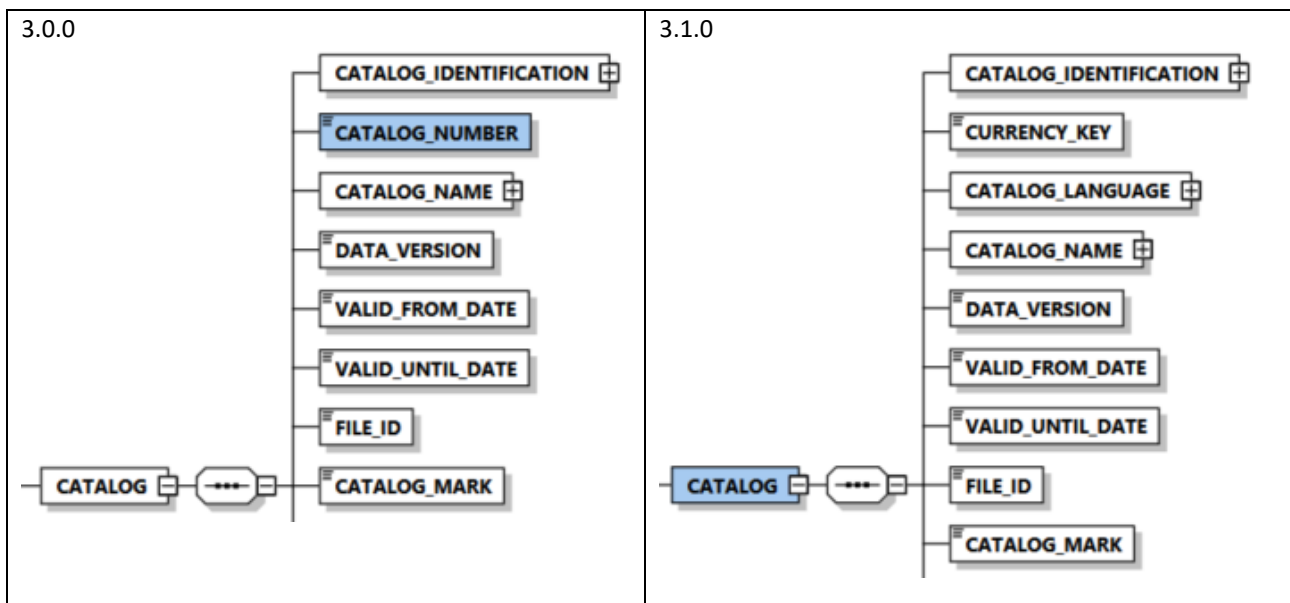 3.0.0
CATALOG_IDENTIFICATION
CATALOG_NUMBER
CATALOG_NAME
DATA_VERSION
VALID_FROM_DATE
VALID_UNTIL_DATE
FILE_ID
CATALOG
CATALOG_MARK
3.1.0
CATALOG_IDENTIFICATION
CURRENCY_KEY
CATALOG_LANGUAGE
CATALOG_NAME
DATA_VERSION
VALID_FROM_DATE
VALID_UNTIL_DATE
CATALOG
FILE_ID
CATALOG_MARK